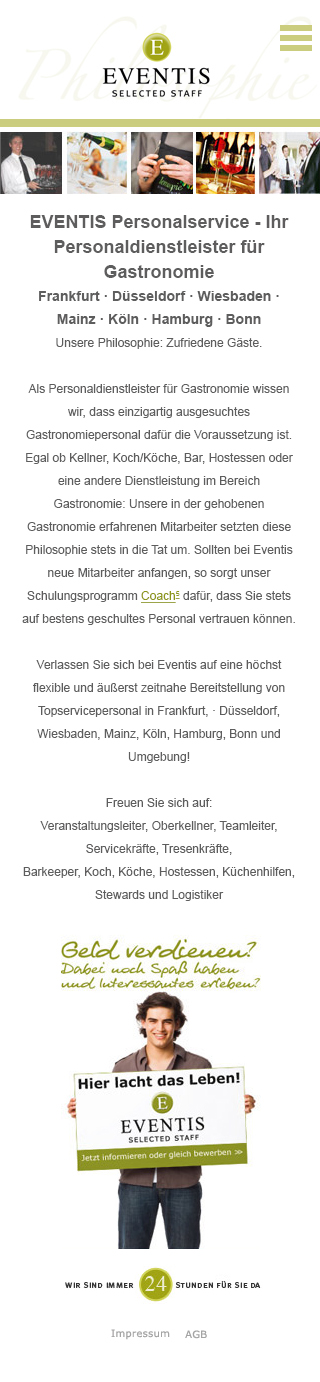 Philosophie
E
EVENTIS
SELECTED STAFF
EVENTIS Personalservice - Ihr
Personaldienstleister für
Gastronomie
Frankfurt · Düsseldorf · Wiesbaden ·
Mainz · Köln · Hamburg · Bonn
Unsere Philosophie: Zufriedene Gäste.
Als Personaldienstleister für Gastronomie wissen
wir, dass einzigartig ausgesuchtes
Gastronomiepersonal dafür die Voraussetzung ist.
Egal ob Kellner, Koch/Köche, Bar, Hostessen oder
eine andere Dienstleistung im Bereich
Gastronomie: Unsere in der gehobenen
Gastronomie erfahrenen Mitarbeiter setzten diese
Philosophie stets in die Tat um. Sollten bei Eventis
neue Mitarbeiter anfangen, so sorgt unser
Schulungsprogramm Coach⁵ dafür, dass Sie stets
auf bestens geschultes Personal vertrauen können.
Verlassen Sie sich bei Eventis auf eine höchst
flexible und äußerst zeitnahe Bereitstellung von
Topservicepersonal in Frankfurt, · Düsseldorf,
Wiesbaden, Mainz, Köln, Hamburg, Bonn und
Umgebung!
Freuen Sie sich auf:
Veranstaltungsleiter, Oberkellner, Teamleiter,
Servicekräfte, Tresenkräfte,
Barkeeper, Koch, Köche, Hostessen, Küchenhilfen,
Stewards und Logistiker
Geld verdienen?
Dabei noch Spaß haben
und Interessantes erleben?
Hier lacht das Leben!
E
EVENTIS
SELECTED STAFF
Jetzt informieren oder gleich bewerben >>
WIR SIND IMMER 24 STUNDEN FÜR SIE DA
Impressum AGB